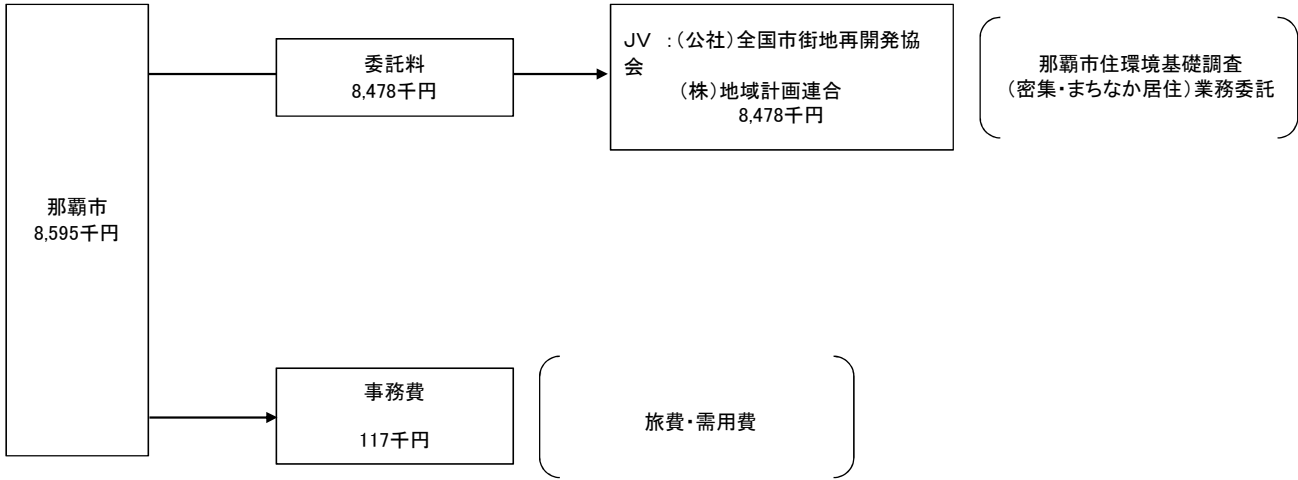 那覇市
8,595千円
委託料
8,478千円
JV :(公社)全国市街地再開発協
会
(株)地域計画連合
8,478千円
那覇市住環境基礎調査
(密集・まちなか居住)業務委託
事務費
117千円
旅費・需用費